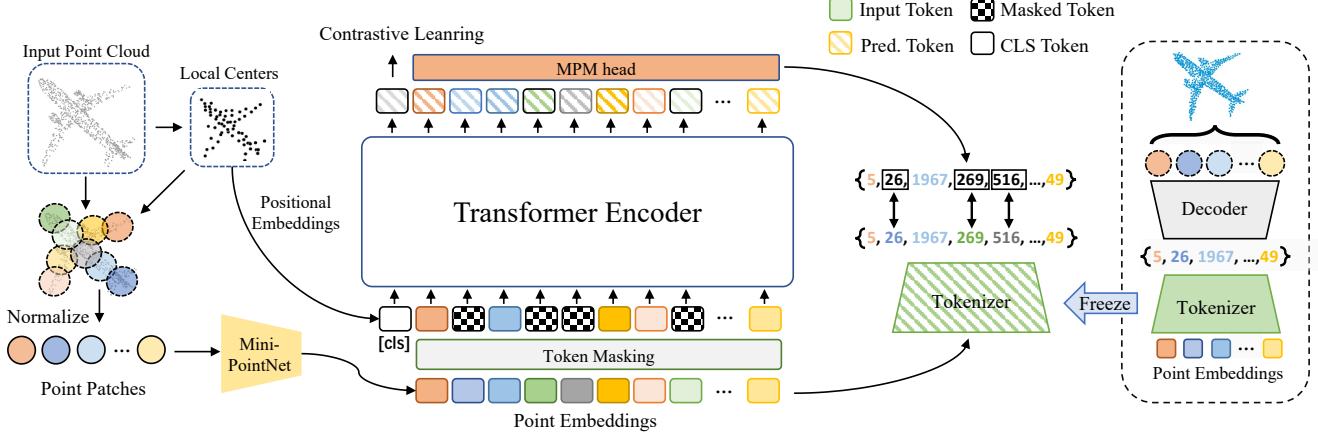 Input Token
Masked Token
Pred. Token
CLS Token
Contrastive Leanring
Input Point Cloud
Local Centers
MPM head
...
Positional
Embeddings
Transformer Encoder
{5, 26, 1967, 269, 516, ...,49}
{5, 26, 1967, 269, 516, ...,49}
Decoder
{5, 26, 1967, ...,49}
Tokenizer
Freeze
Tokenizer
Point Embeddings
Normalize
Mini-
PointNet
[cls]
...
Token Masking
...
Point Patches
Point Embeddings